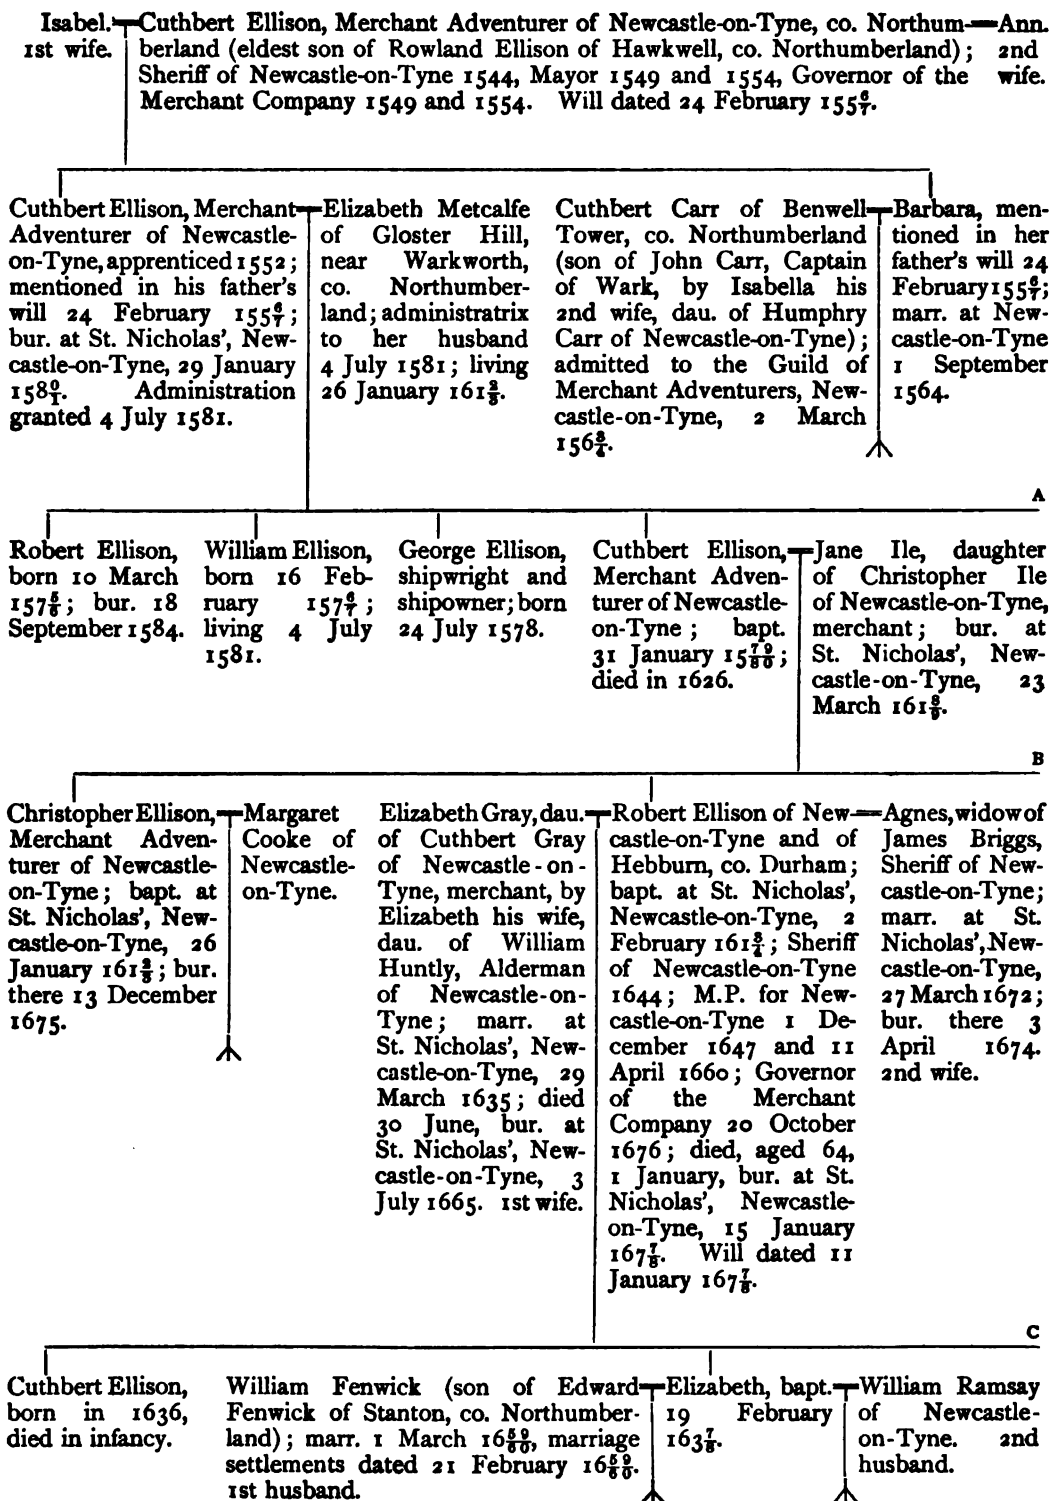 Isabel.
1st wife.
Cuthbert Ellison, Merchant Adventurer of Newcastle-on-Tyne, co. Northum-
berland (eldest son of Rowland Ellison of Hawkwell, co. Northumberland);
Sheriff of Newcastle-on-Tyne 1544, Mayor 1549 and 1554, Governor of the
Merchant Company 1549 and 1554. Will dated 24 February 155 6/7.
Ann.
2nd
wife.
Cuthbert Ellison, Merchant
Adventurer of Newcastle-
on-Tyne, apprenticed 1552;
mentioned in his father's
will 24 February 155 6/7;
bur. at St. Nicholas', New-
castle-on-Tyne, 29 January
158 0/1. Administration
granted 4 July 1581.
Elizabeth Metcalfe
of Gloster Hill,
near Warkworth,
co. Northumber-
land; administratrix
to her husband
4 July 1581; living
26 January 161 2/3.
Cuthbert Carr of Benwell
Tower, co. Northumberland
(son of John Carr, Captain
of Wark, by Isabella his
2nd wife, dau. of Humphry
Carr of Newcastle-on-Tyne);
admitted to the Guild of
Merchant Adventurers, New-
castle-on-Tyne, 2 March
156 3/4.
Barbara, men-
tioned in her
father's will 24
February 155 6/7;
marr. at New-
castle-on-Tyne
1 September
1564.
A
Robert Ellison,
born 10 March
157 5/6; bur. 18
September 1584.
William Ellison,
born 16 Feb-
ruary 157 6/7;
living 4 July
1581.
George Ellison,
shipwright and
shipowner; born
24 July 1578.
Cuthbert Ellison,
Merchant Adven-
turer of Newcastle-
on-Tyne; bapt.
31 January 15 79/80;
died in 1626.
Jane Ile, daughter
of Christopher Ile
of Newcastle-on-Tyne,
merchant; bur. at
St. Nicholas', New-
castle-on-Tyne, 23
March 161 8/9.
B
Christopher Ellison,
Merchant Adven-
turer of Newcastle-
on-Tyne; bapt. at
St. Nicholas', New-
castle-on-Tyne, 26
January 161 2/3; bur.
there 13 December
1675.
Margaret
Cooke of
Newcastle-
on-Tyne.
Elizabeth Gray, dau.
of Cuthbert Gray
of Newcastle-on-
Tyne, merchant, by
Elizabeth his wife,
dau. of William
Huntly, Alderman
of Newcastle-on-
Tyne; marr. at
St. Nicholas', New-
castle-on-Tyne, 29
March 1635; died
30 June, bur. at
St. Nicholas', New-
castle-on-Tyne, 3
July 1665. 1st wife.
Robert Ellison of New-
castle-on-Tyne and of
Hebburn, co. Durham;
bapt. at St. Nicholas',
Newcastle-on-Tyne, 2
February 161 3/4; Sheriff
of Newcastle-on-Tyne
1644; M.P. for New-
castle-on-Tyne 1 De-
cember 1647 and 11
April 1660; Governor
of the Merchant
Company 20 October
1676; died, aged 64,
1 January, bur. at St.
Nicholas', Newcastle-
on-Tyne, 15 January
167 7/8. Will dated 11
January 167 7/8.
Agnes, widow of
James Briggs,
Sheriff of New-
castle-on-Tyne;
marr. at St.
Nicholas', New-
castle-on-Tyne,
27 March 1672;
bur. there 3
April 1674.
2nd wife.
C
Cuthbert Ellison,
born in 1636,
died in infancy.
William Fenwick (son of Edward
Fenwick of Stanton, co. Northumber-
land); marr. 1 March 16 59/60, marriage
settlements dated 21 February 16 59/60.
1st husband.
Elizabeth, bapt.
19 February
163 7/8.
William Ramsay
of Newcastle-
on-Tyne. 2nd
husband.